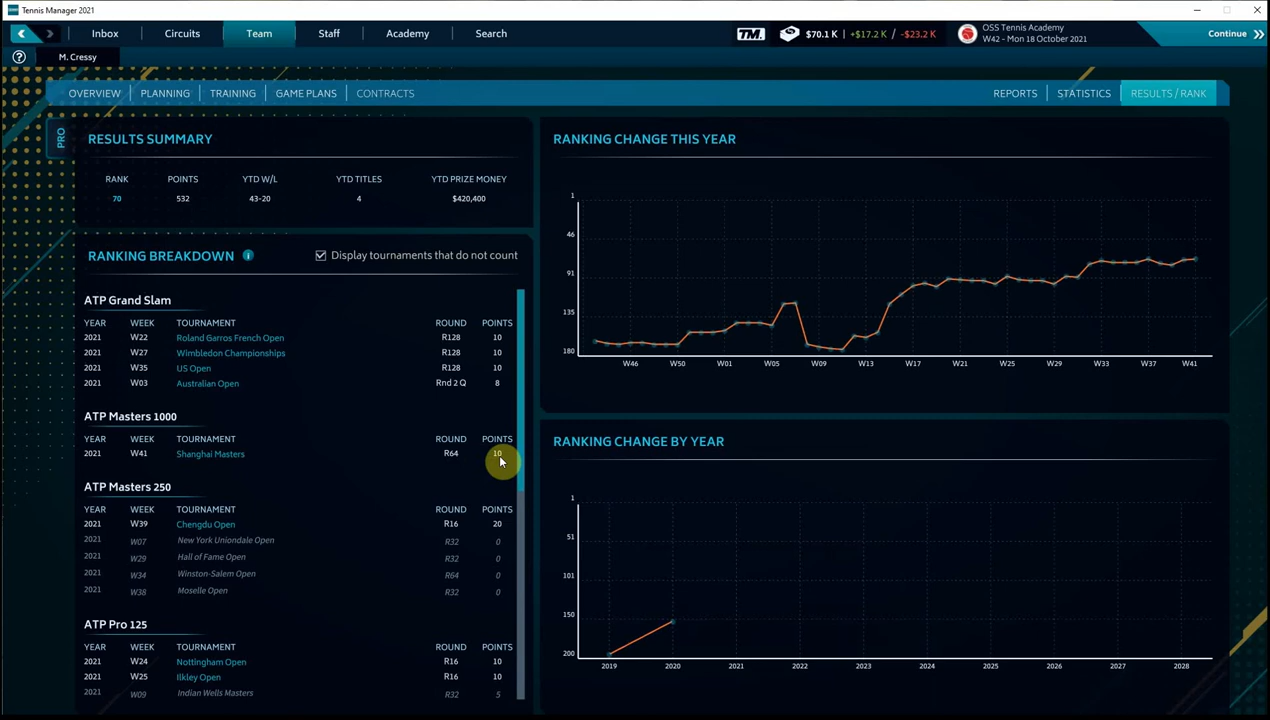 Tennis Manager 2021
Inbox Circuits Team Staff Academy Search TM. $70.1 K +$17.2 K / -$23.2 K OSS Tennis Academy
W42 - Mon 18 October 2021 Continue
? M. Cressy
OVERVIEW PLANNING TRAINING GAME PLANS CONTRACTS REPORTS STATISTICS RESULTS / RANK
PRO
RESULTS SUMMARY
RANK POINTS YTD W/L YTD TITLES YTD PRIZE MONEY
70 532 43-20 4 $420,400
RANKING BREAKDOWN i Display tournaments that do not count
ATP Grand Slam
YEAR WEEK TOURNAMENT ROUND POINTS
2021 W22 Roland Garros French Open R128 10
2021 W27 Wimbledon Championships R128 10
2021 W35 US Open R128 10
2021 W03 Australian Open Rnd 2 Q 8
ATP Masters 1000
YEAR WEEK TOURNAMENT ROUND POINTS
2021 W41 Shanghai Masters R64 10
ATP Masters 250
YEAR WEEK TOURNAMENT ROUND POINTS
2021 W39 Chengdu Open R16 20
2021 W07 New York Uniondale Open R32 0
2021 W29 Hall of Fame Open R32 0
2021 W34 Winston-Salem Open R64 0
2021 W38 Moselle Open R32 0
ATP Pro 125
YEAR WEEK TOURNAMENT ROUND POINTS
2021 W24 Nottingham Open R16 10
2021 W25 Ilkley Open R16 10
2021 W09 Indian Wells Masters R32 5
RANKING CHANGE THIS YEAR
1
46
91
135
180
W46 W50 W01 W05 W09 W13 W17 W21 W25 W29 W33 W37 W41
RANKING CHANGE BY YEAR
1
51
101
150
200
2019 2020 2021 2022 2023 2024 2025 2026 2027 2028